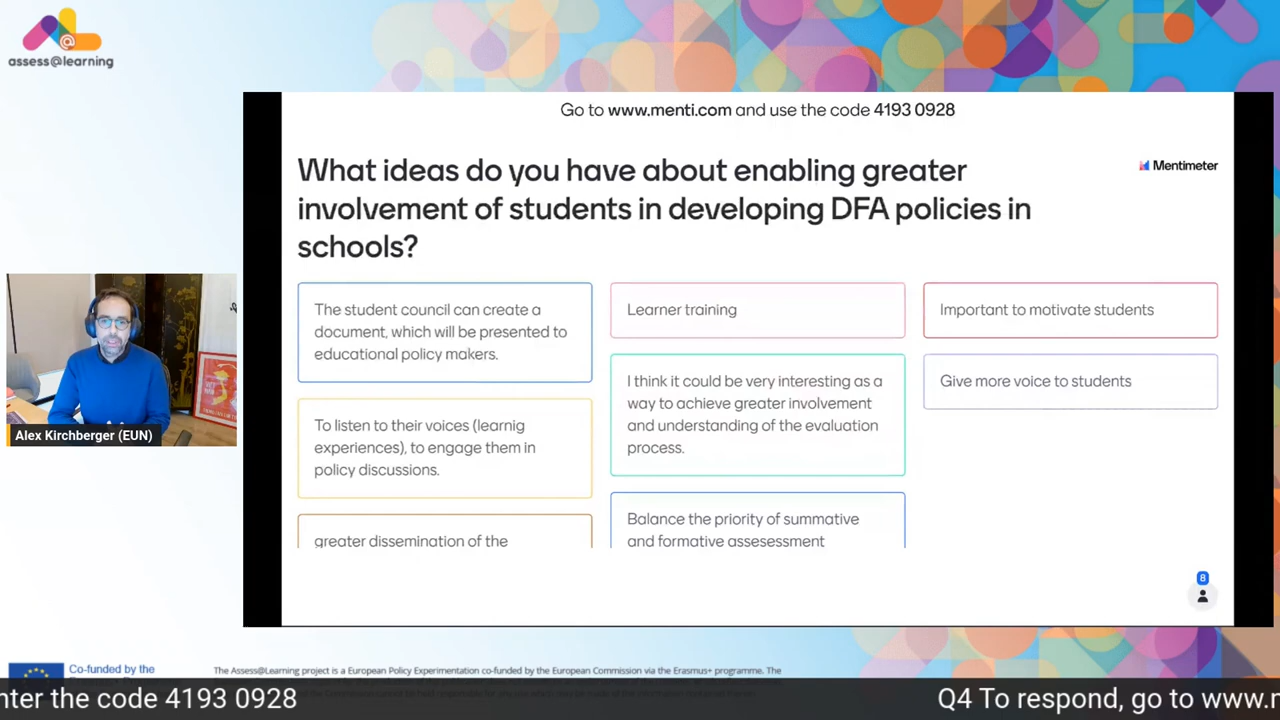 assess@learning
Go to www.menti.com and use the code 4193 0928
What ideas do you have about enabling greater
involvement of students in developing DFA policies in
schools?
Mentimeter
The student council can create a
document, which will be presented to
educational policy makers.
To listen to their voices (learnig
experiences), to engage them in
policy discussions.
greater dissemination of the
Learner training
I think it could be very interesting as a
way to achieve greater involvement
and understanding of the evaluation
process.
Balance the priority of summative
and formative assesessment
Important to motivate students
Give more voice to students
8
Alex Kirchberger (EUN)
Co-funded by the
The Assess@Learning project is a European Policy Experimentation co-funded by the European Commission via the Erasmus+ programme. The
nter the code 4193 0928
Q4 To respond, go to www.